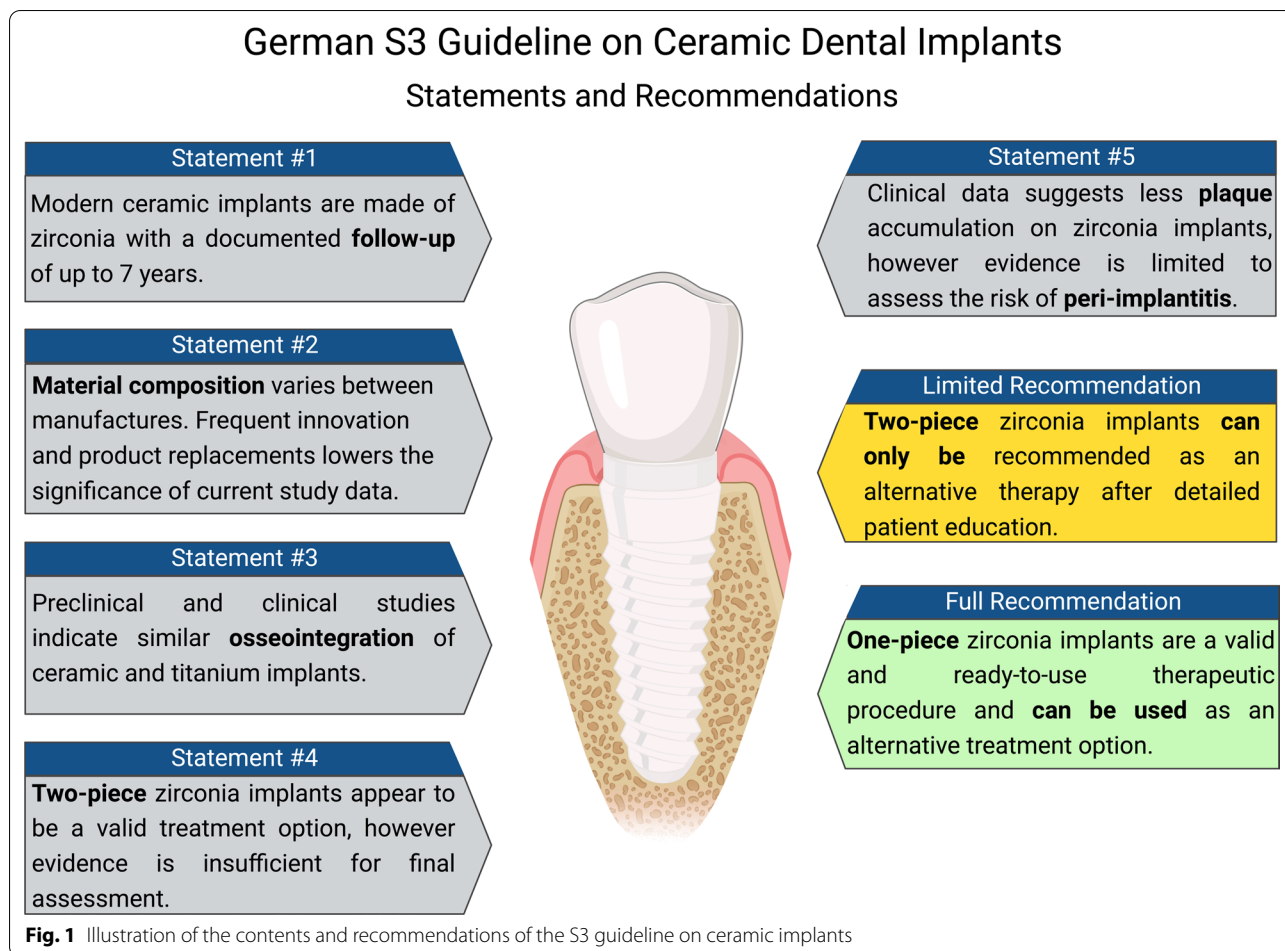 German S3 Guideline on Ceramic Dental Implants
Statements and Recommendations
Statement #1
Modern ceramic implants are made of
zirconia with a documented follow-up
of up to 7 years.
Statement #2
Material composition varies between
manufactures. Frequent innovation
and product replacements lowers the
significance of current study data.
Statement #3
Preclinical and clinical studies
indicate similar osseointegration of
ceramic and titanium implants.
Statement #4
Two-piece zirconia implants appear to
be a valid treatment option, however
evidence is insufficient for final
assessment.
Statement #5
Clinical data suggests less plaque
accumulation on zirconia implants,
however evidence is limited to
assess the risk of peri-implantitis.
Limited Recommendation
Two-piece zirconia implants can
only be recommended as an
alternative therapy after detailed
patient education.
Full Recommendation
One-piece zirconia implants are a valid
and ready-to-use therapeutic
procedure and can be used as an
alternative treatment option.
Fig. 1 Illustration of the contents and recommendations of the S3 guideline on ceramic implants